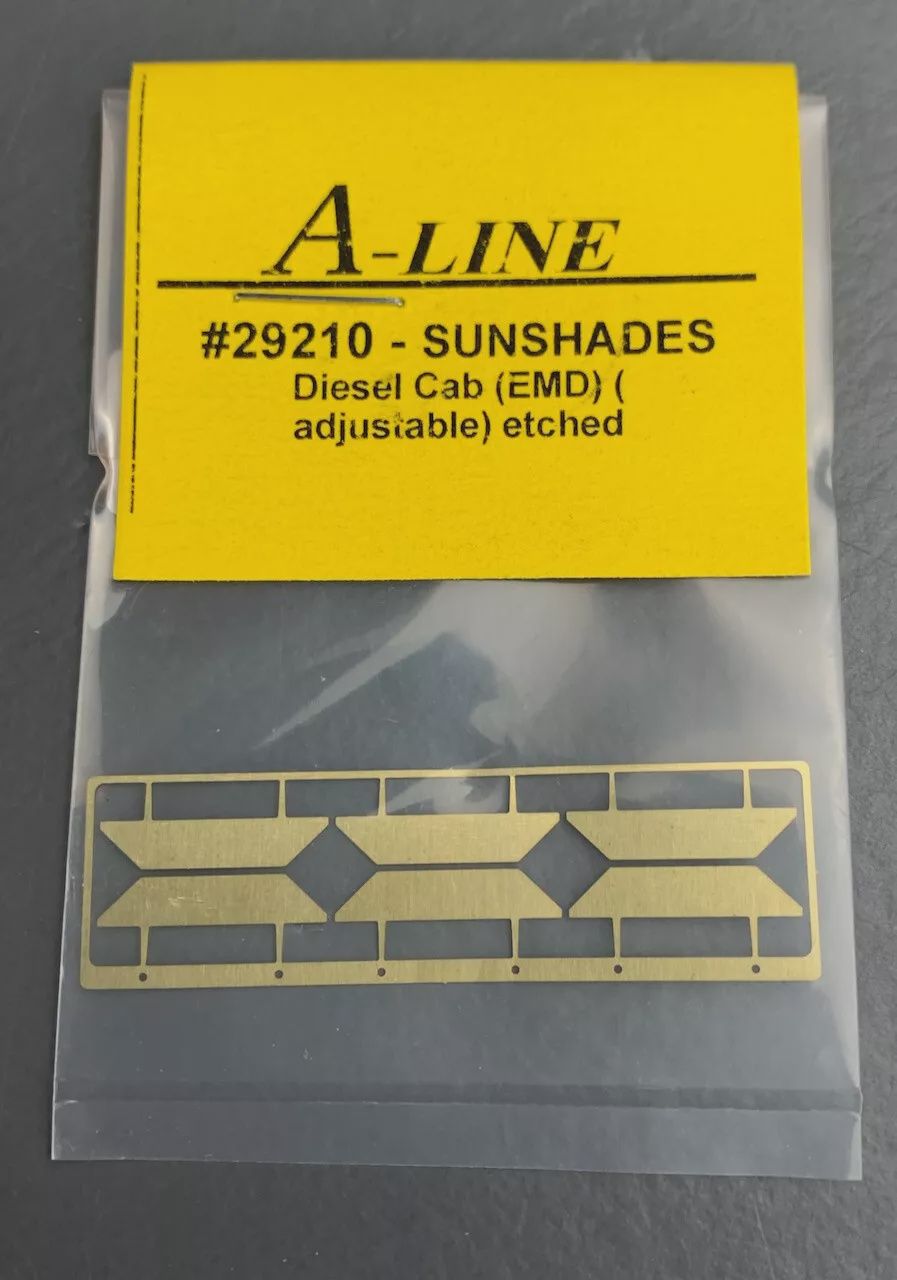 A-LINE
#29210 - SUNSHADES
Diesel Cab (EMD) (
adjustable) etched